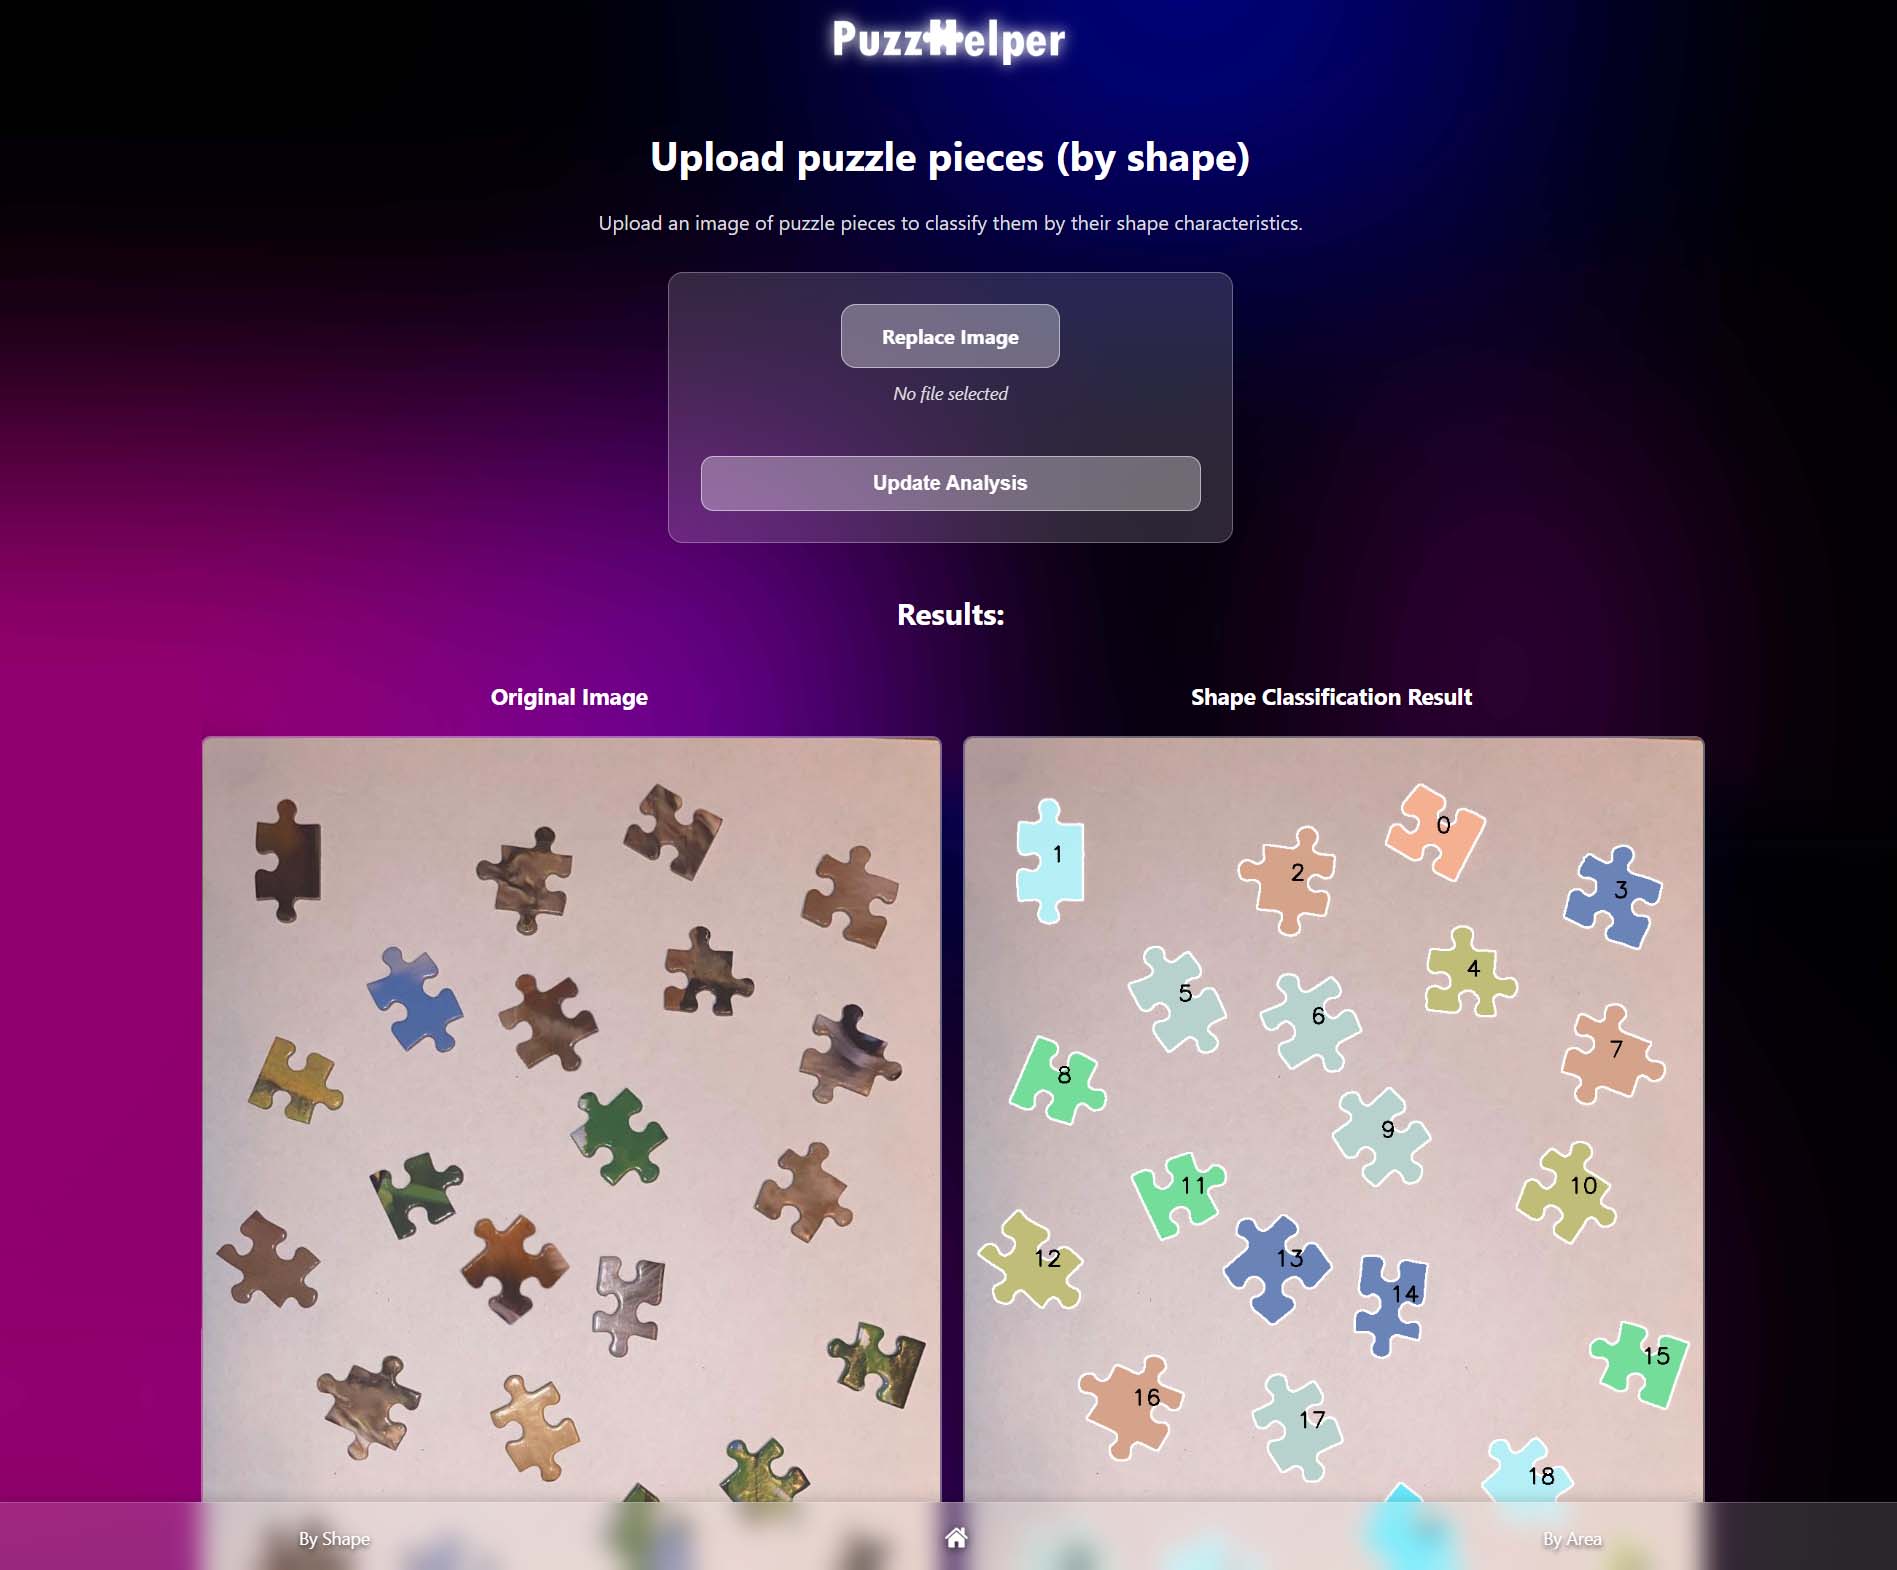 PuzzHelper
Upload puzzle pieces (by shape)
Upload an image of puzzle pieces to classify them by their shape characteristics.
Replace Image
No file selected
Update Analysis
Results:
Original Image
Shape Classification Result
0
1
2
3
4
5
6
7
8
9
10
11
12
13
14
15
16
17
18
By Shape
By Area